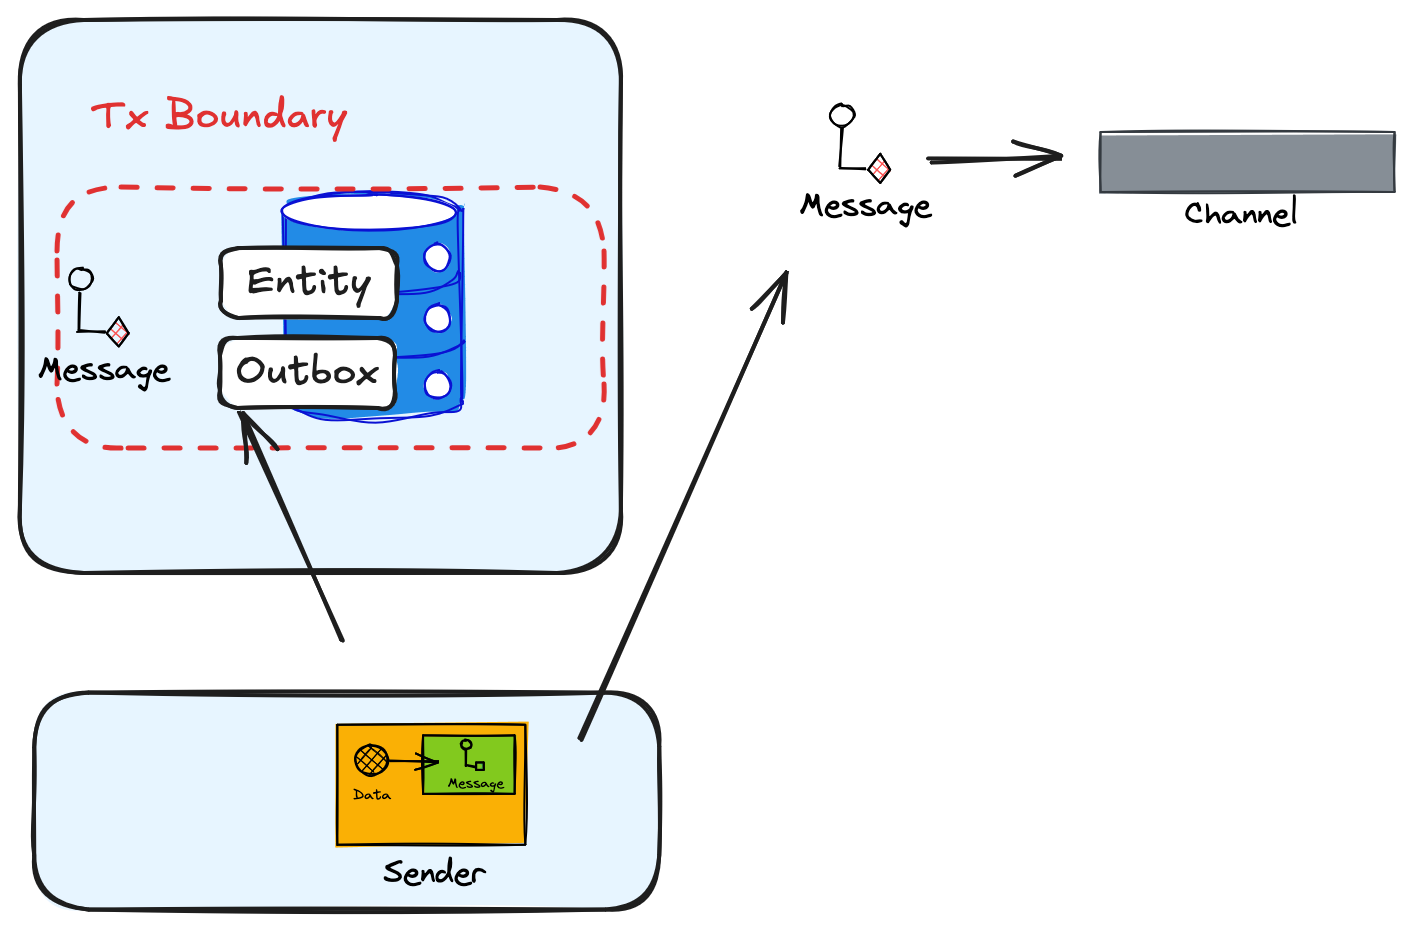 Tx Boundary
Entity
Outbox
Message
Message
Channel
Data
Message
Sender